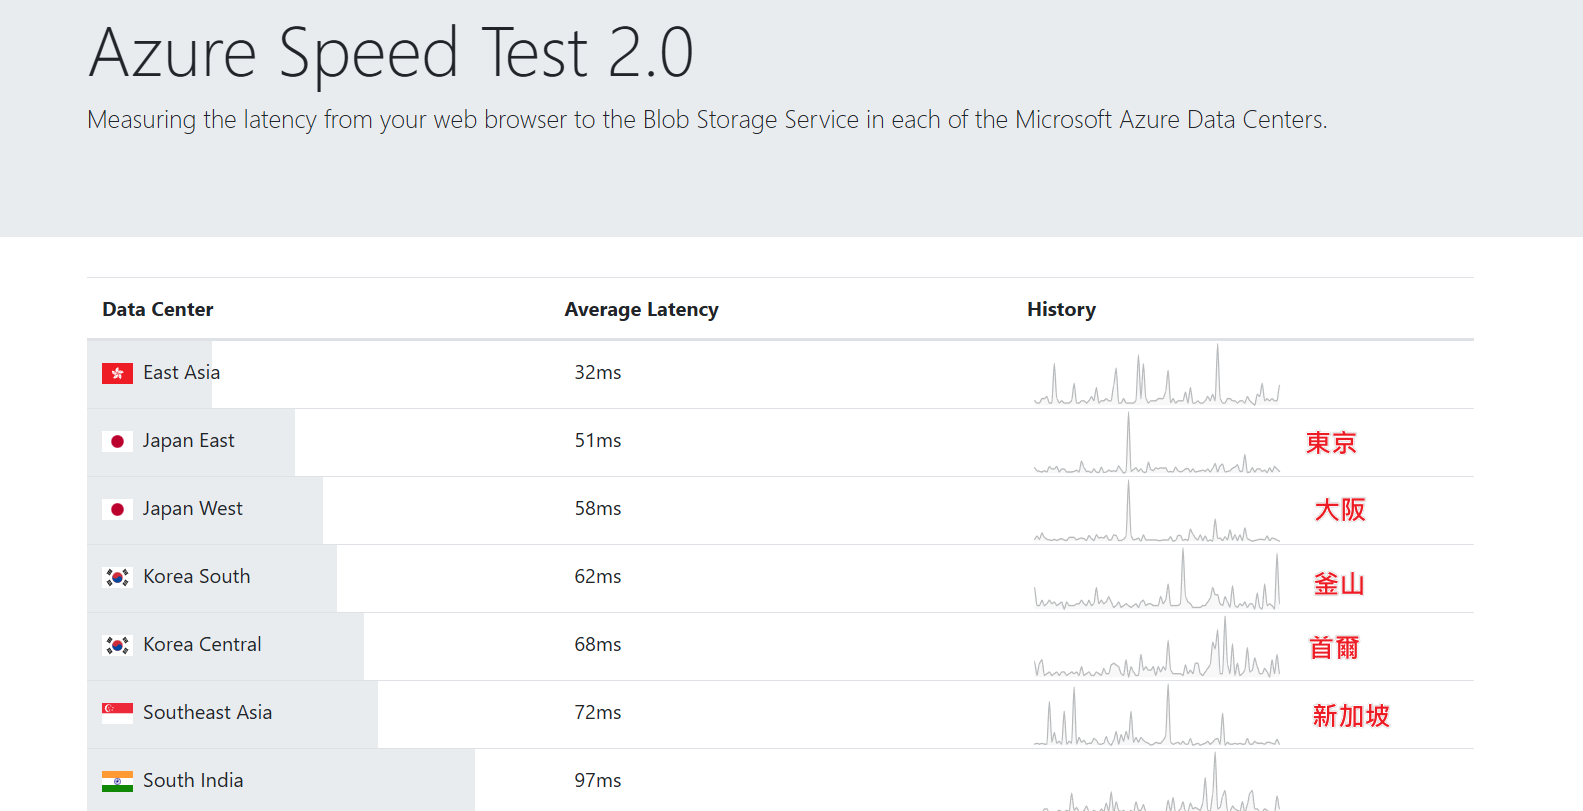 Azure Speed Test 2.0
Measuring the latency from your web browser to the Blob Storage Service in each of the Microsoft Azure Data Centers.
Data Center Average Latency History
East Asia 32ms
Japan East 51ms 東京
Japan West 58ms 大阪
Korea South 62ms 釜山
Korea Central 68ms 首爾
Southeast Asia 72ms 新加坡
South India 97ms